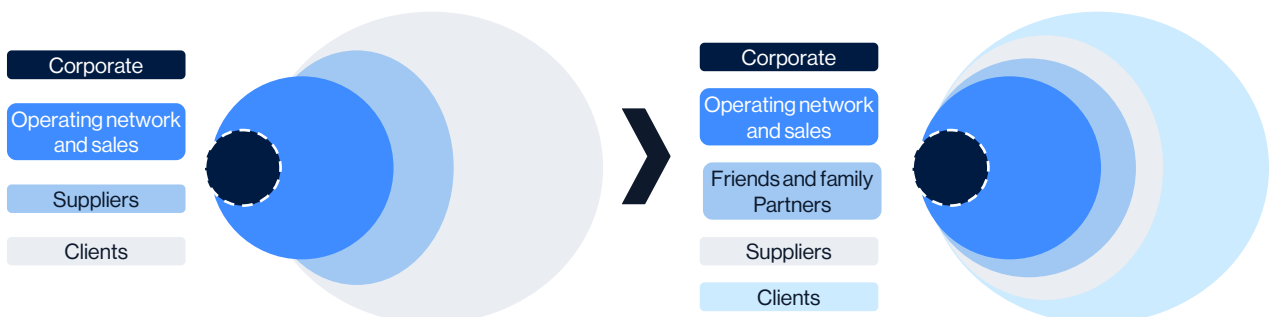 Corporate
Operating network
and sales
Suppliers
Clients
Corporate
Operating network
and sales
Friends and family
Partners
Suppliers
Clients